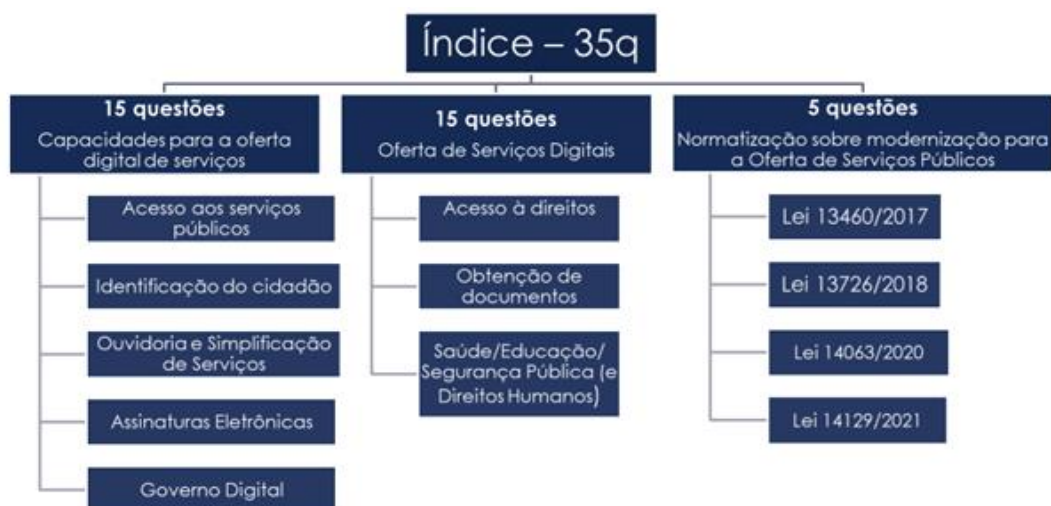 Índice – 35q
15 questões
Capacidades para a oferta
digital de serviços
Acesso aos serviços
públicos
Identificação do cidadão
Ouvidoria e Simplificação
de Serviços
Assinaturas Eletrônicas
Governo Digital
15 questões
Oferta de Serviços Digitais
Acesso à direitos
Obtenção de
documentos
Saúde/Educação/
Segurança Pública (e
Direitos Humanos)
5 questões
Normatização sobre modernização para
a Oferta de Serviços Públicos
Lei 13460/2017
Lei 13726/2018
Lei 14063/2020
Lei 14129/2021